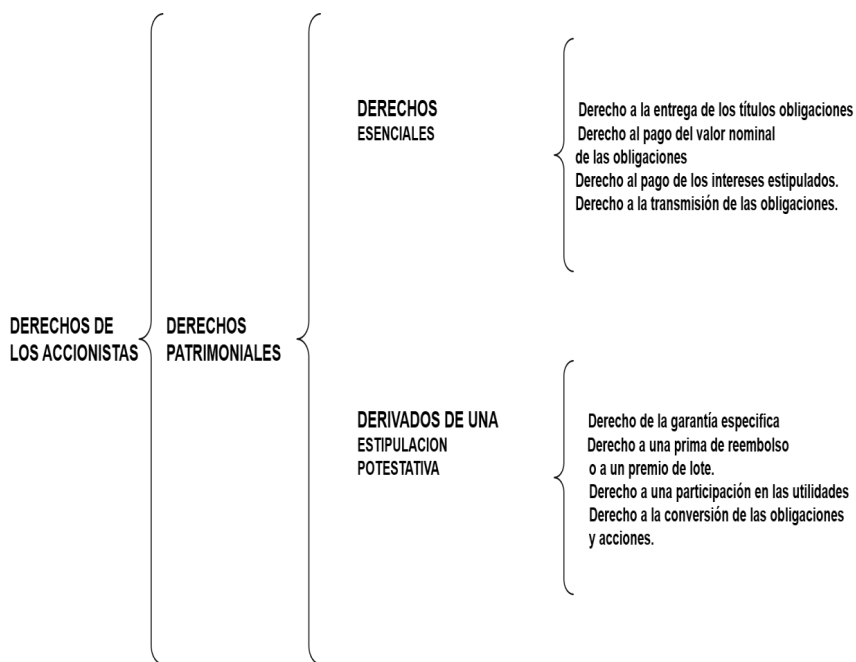 DERECHOS DE
LOS ACCIONISTAS
DERECHOS
PATRIMONIALES
DERECHOS
ESENCIALES
Derecho a la entrega de los títulos obligaciones
Derecho al pago del valor nominal
de las obligaciones
Derecho al pago de los intereses estipulados.
Derecho a la transmisión de las obligaciones.
DERIVADOS DE UNA
ESTIPULACION
POTESTATIVA
Derecho de la garantía especifica
Derecho a una prima de reembolso
o a un premio de lote.
Derecho a una participación en las utilidades
Derecho a la conversión de las obligaciones
y acciones.